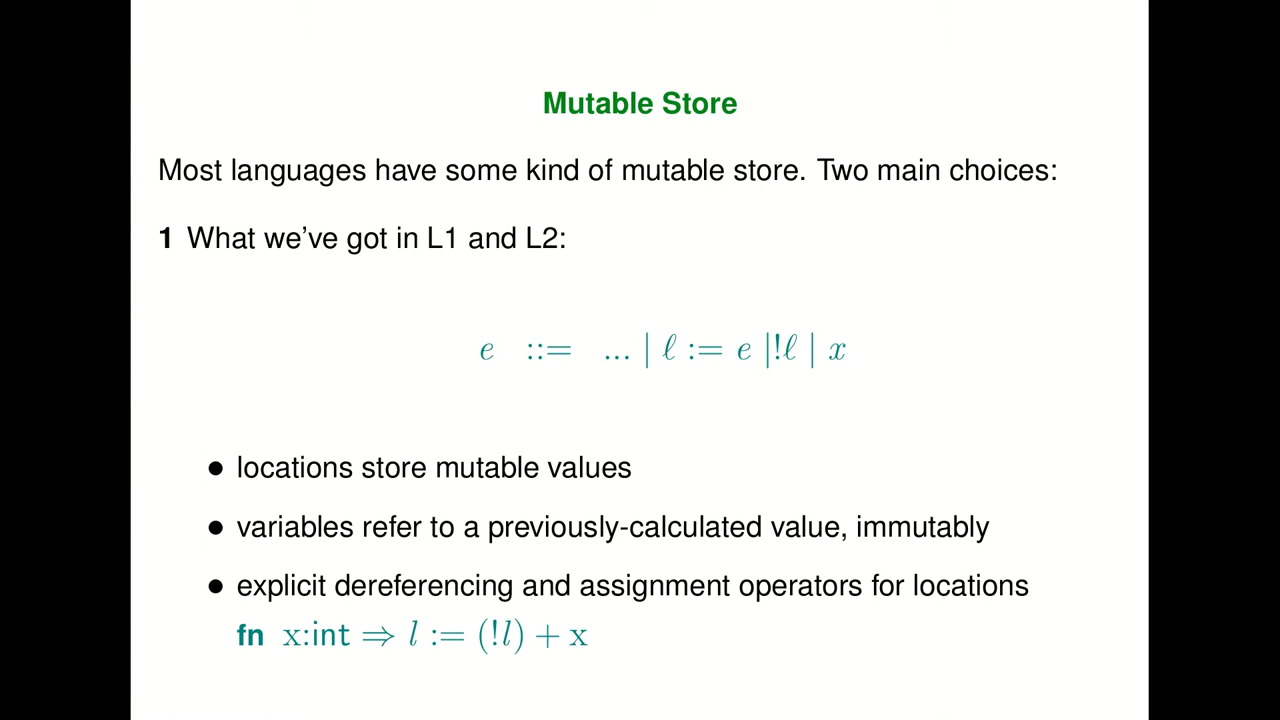 Mutable Store
Most languages have some kind of mutable store. Two main choices:
1 What we've got in L1 and L2:
e ::= ... | ℓ := e |!ℓ | x
● locations store mutable values
● variables refer to a previously-calculated value, immutably
● explicit dereferencing and assignment operators for locations
fn x:int ⇒ l := (!l) + x